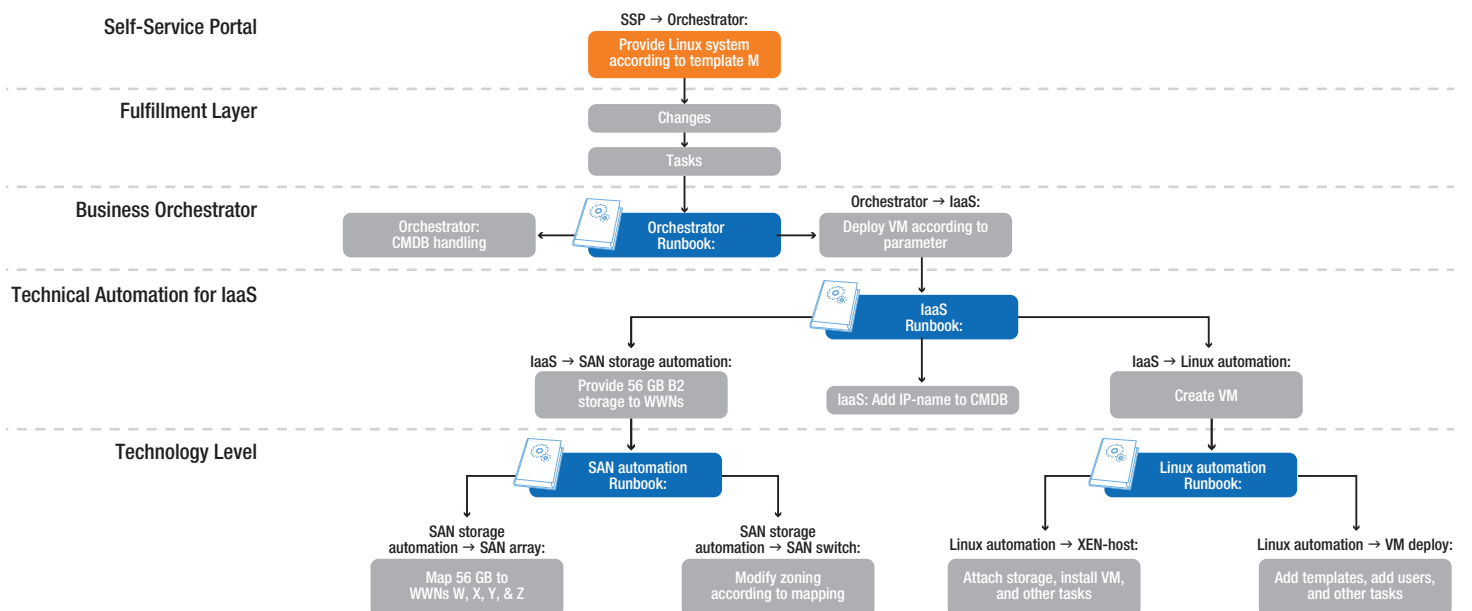 Self-Service Portal
SSP → Orchestrator:
Provide Linux system
according to template M
Fulfillment Layer
Changes
Tasks
Business Orchestrator
Orchestrator:
CMDB handling
Orchestrator
Runbook:
Orchestrator → IaaS:
Deploy VM according to
parameter
Technical Automation for IaaS
IaaS
Runbook:
IaaS → SAN storage automation:
Provide 56 GB B2
storage to WWNs
IaaS: Add IP-name to CMDB
IaaS → Linux automation:
Create VM
Technology Level
SAN automation
Runbook:
Linux automation
Runbook:
SAN storage
automation → SAN array:
Map 56 GB to
WWNs W, X, Y, & Z
SAN storage
automation → SAN switch:
Modify zoning
according to mapping
Linux automation → XEN-host:
Attach storage, install VM,
and other tasks
Linux automation → VM deploy:
Add templates, add users,
and other tasks